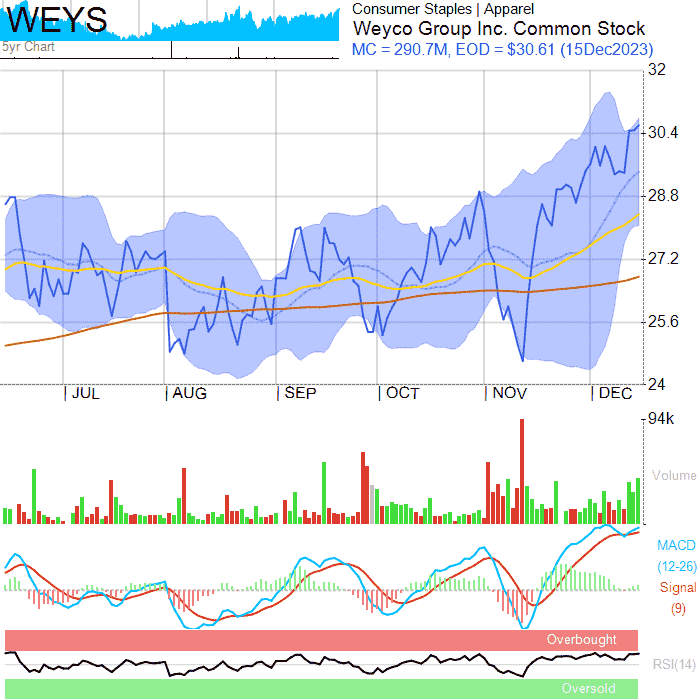 WEYS
5yr Chart
Consumer Staples | Apparel
Weyco Group Inc. Common Stock
MC = 290.7M, EOD = $30.61 (15Dec2023)
32
30.4
28.8
27.2
25.6
24
JUL AUG SEP OCT NOV DEC
94k
Volume
MACD
(12-26)
Signal
(9)
Overbought
RSI(14)
Oversold